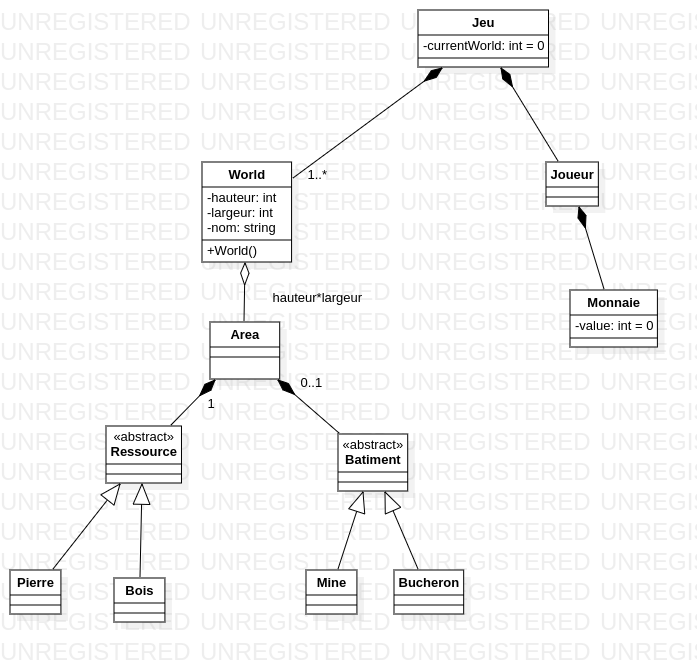 UNREGISTERED UNREGISTERED UNREGISTERED UNREGISTERED
Jeu
-currentWorld: int = 0
World
-hauteur: int
-largeur: int
-nom: string
+World()
1..*
Joueur
hauteur*largeur
Monnaie
-value: int = 0
Area
1
0..1
«abstract»
Ressource
«abstract»
Batiment
Pierre
Bois
Mine
Bucheron